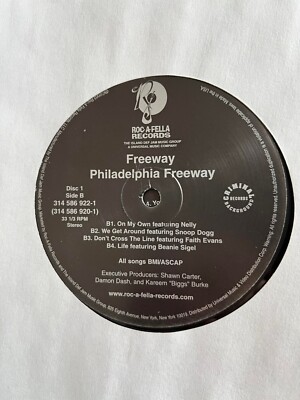 ROC-A-FELLA
RECORDS
THE ISLAND DEF JAM MUSIC GROUP
A UNIVERSAL MUSIC COMPANY
Freeway
Philadelphia Freeway
Disc 1
Side B
314 586 922-1
(314 586 920-1)
33 1/3 RPM
Stereo
CRIMINAL
RECORDS
BACKGROUND
B1. On My Own featuring Nelly
B2. We Get Around featuring Snoop Dogg
B3. Don't Cross The Line featuring Faith Evans
B4. Life featuring Beanie Sigel
All songs BMI/ASCAP
Executive Producers: Shawn Carter,
Damon Dash, and Kareem "Biggs" Burke
www.roc-a-fella-records.com